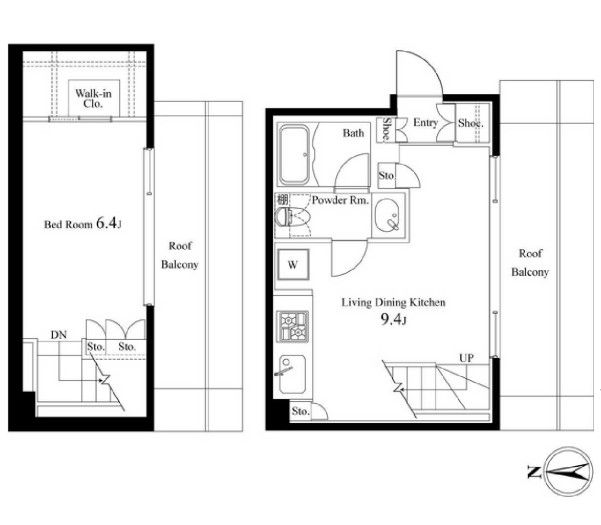 Walk-in
Clo.
Bed Room 6.4J
Roof
Balcony
DN
Sto.
Sto.
Entry
Shoe.
Shoe.
Bath
Sto.
Powder Rm.
W
Living Dining Kitchen
9.4J
Roof
Balcony
UP
Sto.
N